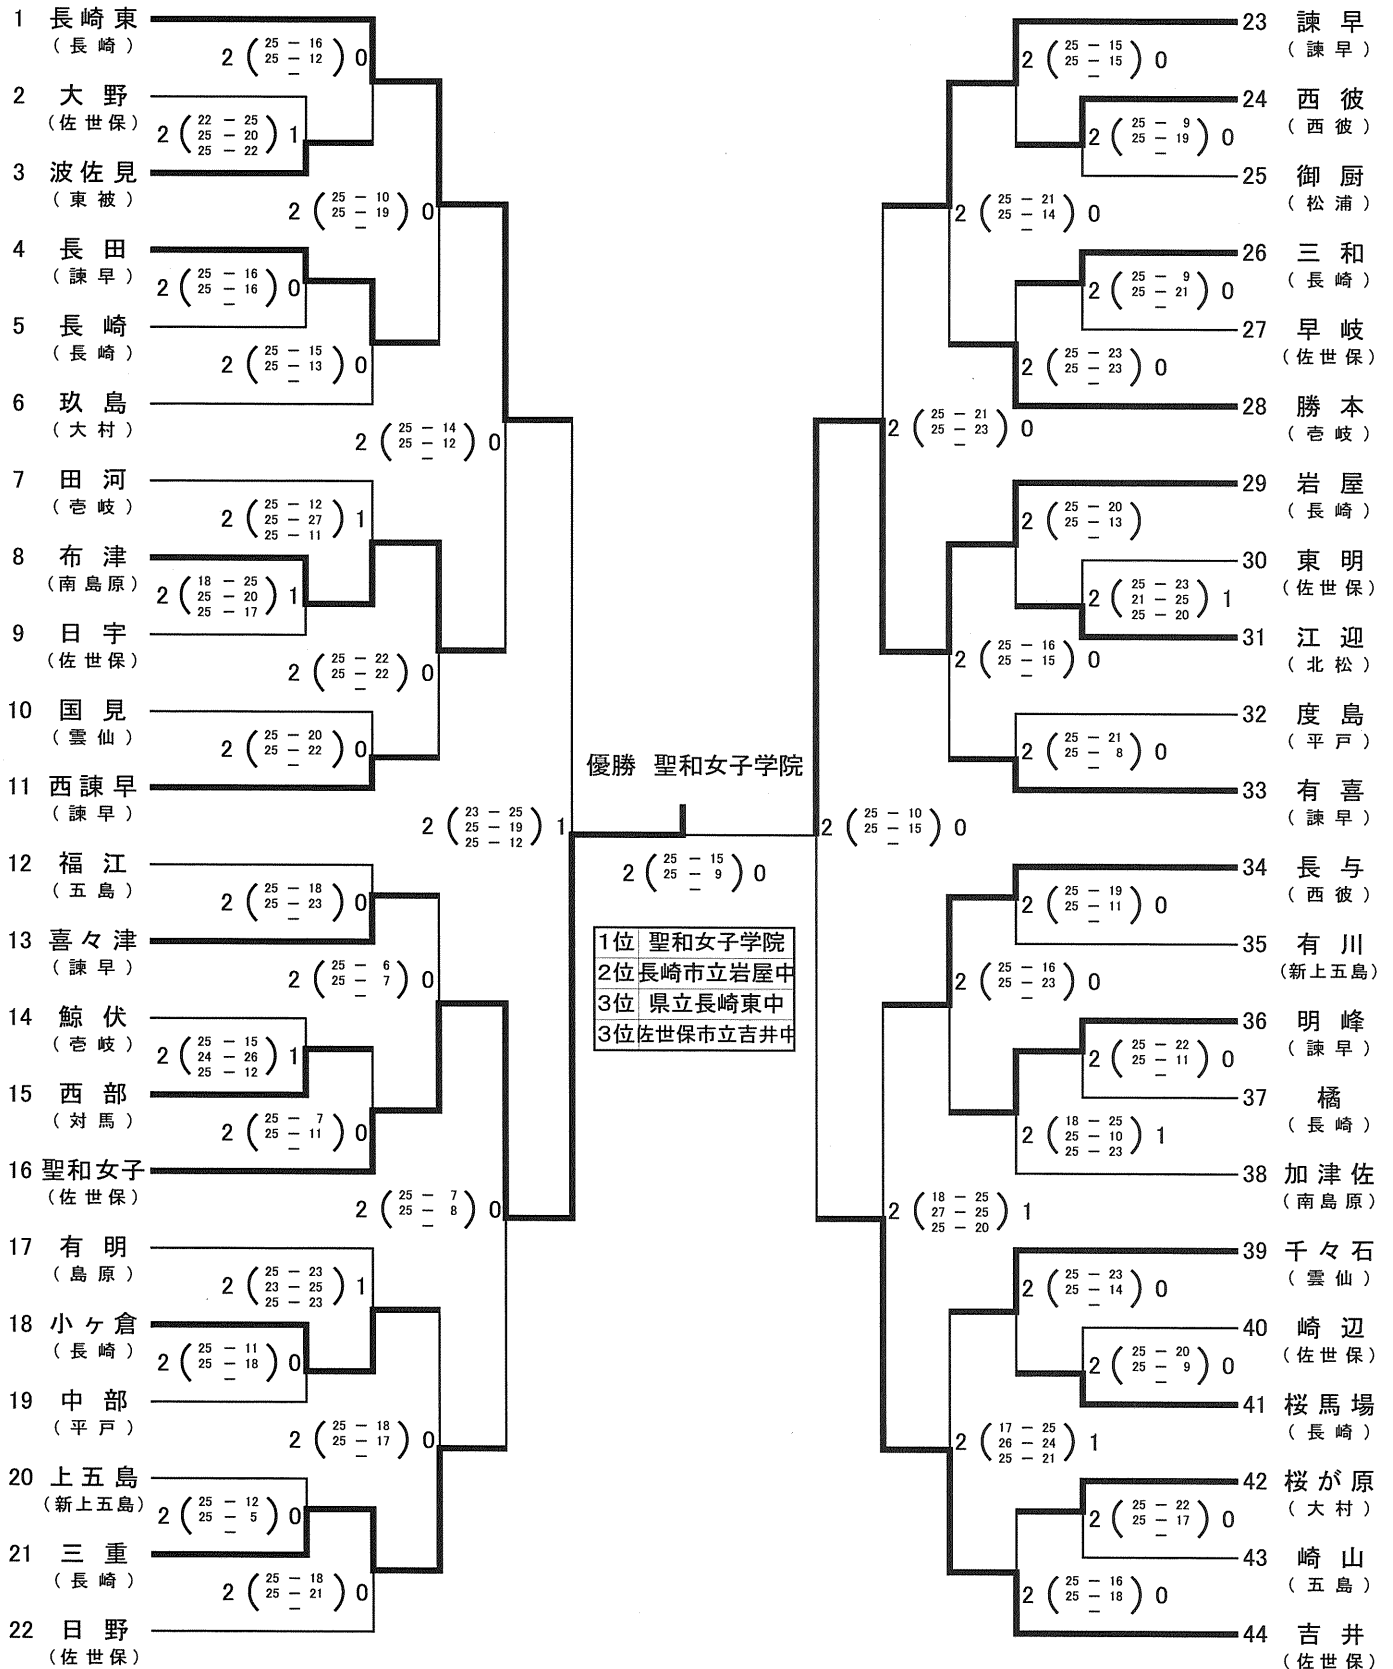 1 長崎東
(長崎)
2 (25 – 16 25 – 12 –) 0
2 大野
(佐世保)
2 (22 – 25 25 – 20 25 – 22) 1
3 波佐見
(東被)
2 (25 – 10 25 – 19 –) 0
4 長田
(諫早)
2 (25 – 16 25 – 16 –) 0
5 長崎
(長崎)
2 (25 – 15 25 – 13 –) 0
6 玖島
(大村)
2 (25 – 14 25 – 12 –) 0
7 田河
(壱岐)
2 (25 – 12 25 – 27 25 – 11) 1
8 布津
(南島原)
2 (18 – 25 25 – 20 25 – 17) 1
9 日宇
(佐世保)
2 (25 – 22 25 – 22 –) 0
10 国見
(雲仙)
2 (25 – 20 25 – 22 –) 0
11 西諫早
(諫早)
2 (23 – 25 25 – 19 25 – 12) 1
12 福江
(五島)
2 (25 – 18 25 – 23 –) 0
13 喜々津
(諫早)
2 (25 – 6 25 – 7 –) 0
14 鯨伏
(壱岐)
2 (25 – 15 24 – 26 25 – 12) 1
15 西部
(対馬)
2 (25 – 7 25 – 11 –) 0
16 聖和女子
(佐世保)
2 (25 – 7 25 – 8 –) 0
17 有明
(島原)
2 (25 – 23 23 – 25 25 – 23) 1
18 小ヶ倉
(長崎)
2 (25 – 11 25 – 18 –) 0
19 中部
(平戸)
2 (25 – 18 25 – 17 –) 0
20 上五島
(新上五島)
2 (25 – 12 25 – 5 –) 0
21 三重
(長崎)
2 (25 – 18 25 – 21 –) 0
22 日野
(佐世保)
優勝 聖和女子学院
2 (25 – 15 25 – 9 –) 0
1位 聖和女子学院
2位 長崎市立岩屋中
3位 県立長崎東中
3位 佐世保市立吉井中
23 諫早
(諫早)
2 (25 – 15 25 – 15 –) 0
24 西彼
(西彼)
2 (25 – 9 25 – 19 –) 0
25 御厨
(松浦)
2 (25 – 21 25 – 14 –) 0
26 三和
(長崎)
2 (25 – 9 25 – 21 –) 0
27 早岐
(佐世保)
2 (25 – 23 25 – 23 –) 0
28 勝本
(壱岐)
2 (25 – 21 25 – 23 –) 0
29 岩屋
(長崎)
2 (25 – 20 25 – 13)
30 東明
(佐世保)
2 (25 – 23 21 – 25 25 – 20) 1
31 江迎
(北松)
2 (25 – 16 25 – 15 –) 0
32 度島
(平戸)
2 (25 – 21 25 – 8 –) 0
33 有喜
(諫早)
2 (25 – 10 25 – 15 –) 0
34 長与
(西彼)
2 (25 – 19 25 – 11 –) 0
35 有川
(新上五島)
2 (25 – 16 25 – 23 –) 0
36 明峰
(諫早)
2 (25 – 22 25 – 11 –) 0
37 橘
(長崎)
2 (18 – 25 25 – 10 25 – 23) 1
38 加津佐
(南島原)
2 (18 – 25 27 – 25 25 – 20) 1
39 千々石
(雲仙)
2 (25 – 23 25 – 14 –) 0
40 崎辺
(佐世保)
2 (25 – 20 25 – 9 –) 0
41 桜馬場
(長崎)
2 (17 – 25 26 – 24 25 – 21) 1
42 桜が原
(大村)
2 (25 – 22 25 – 17 –) 0
43 崎山
(五島)
2 (25 – 16 25 – 18 –) 0
44 吉井
(佐世保)